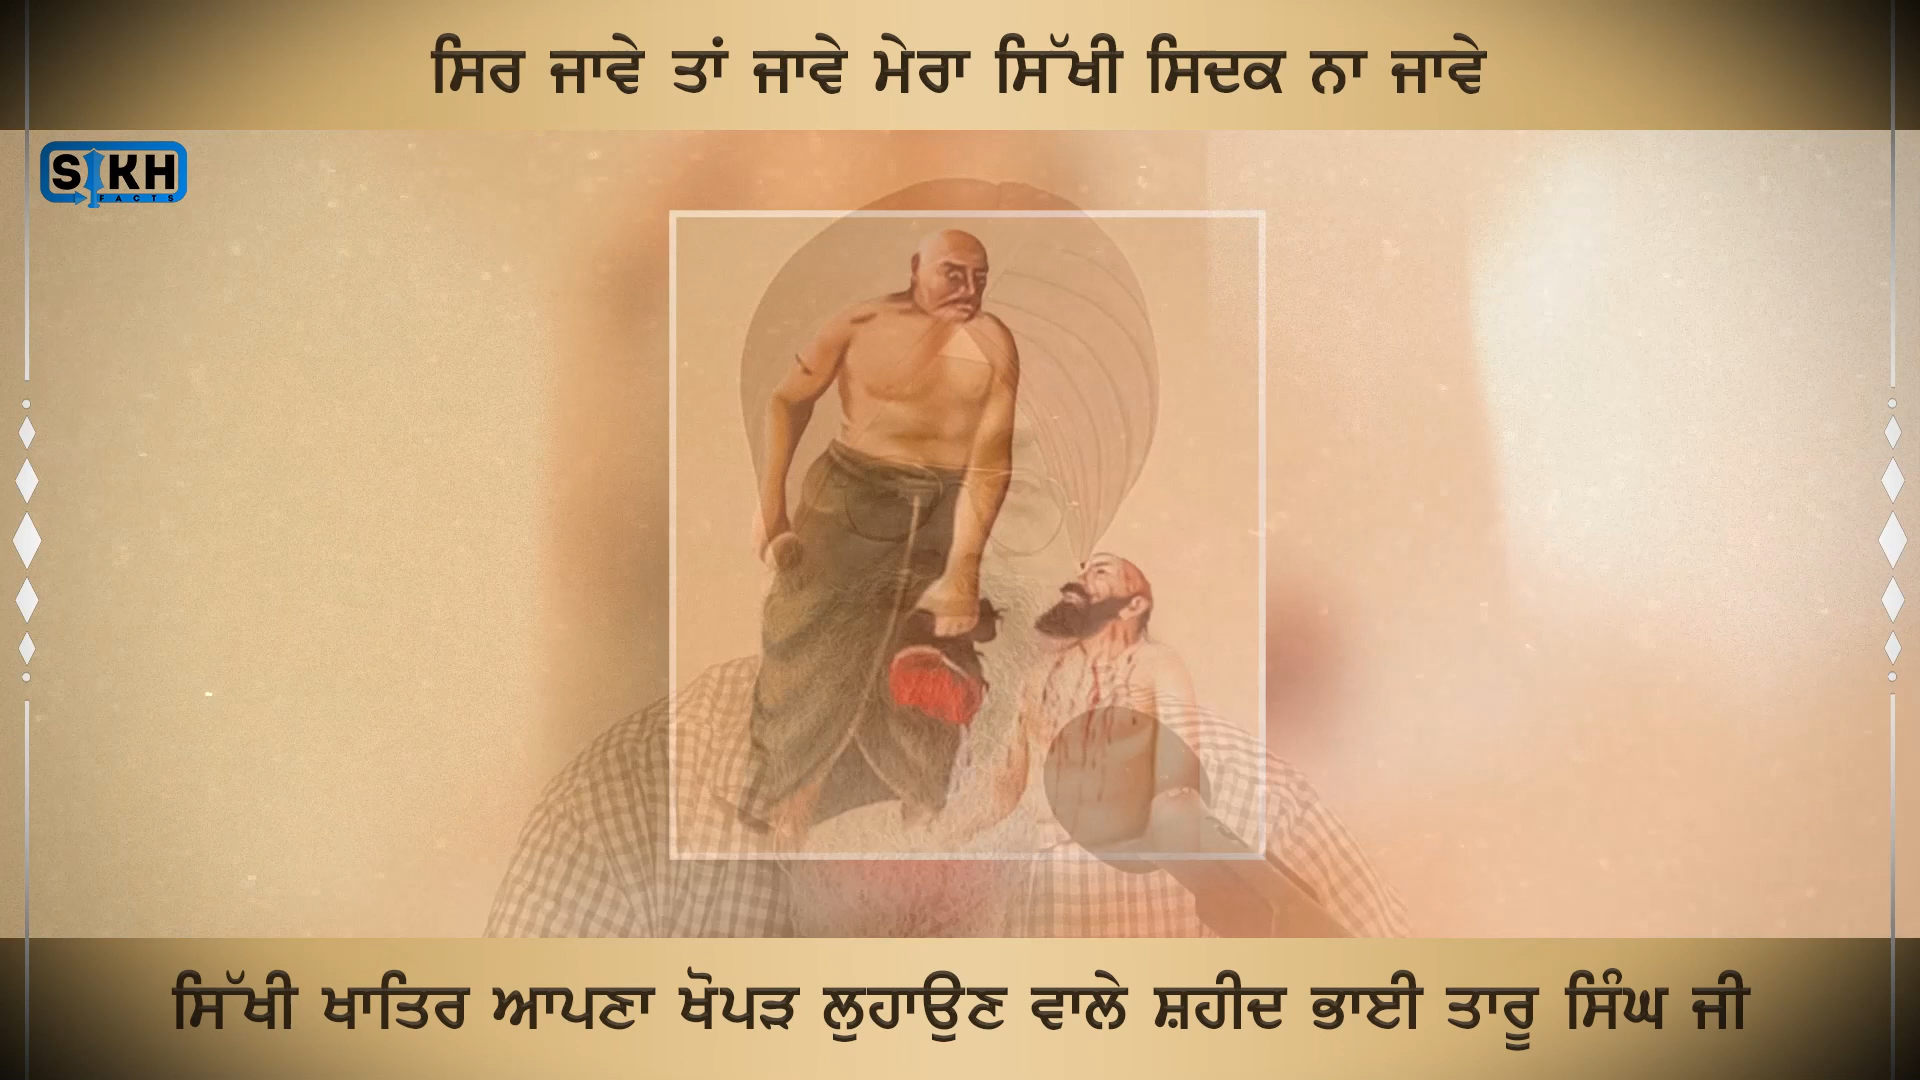 ਸਿਰ ਜਾਵੇ ਤਾਂ ਜਾਵੇ ਮੇਰਾ ਸਿੱਖੀ ਸਿਦਕ ਨਾ ਜਾਵੇ
SIKH
FACTS
ਸਿੱਖੀ ਖਾਤਿਰ ਆਪਣਾ ਖੋਪੜ ਲੁਹਾਉਣ ਵਾਲੇ ਸ਼ਹੀਦ ਭਾਈ ਤਾਰੂ ਸਿੰਘ ਜੀ